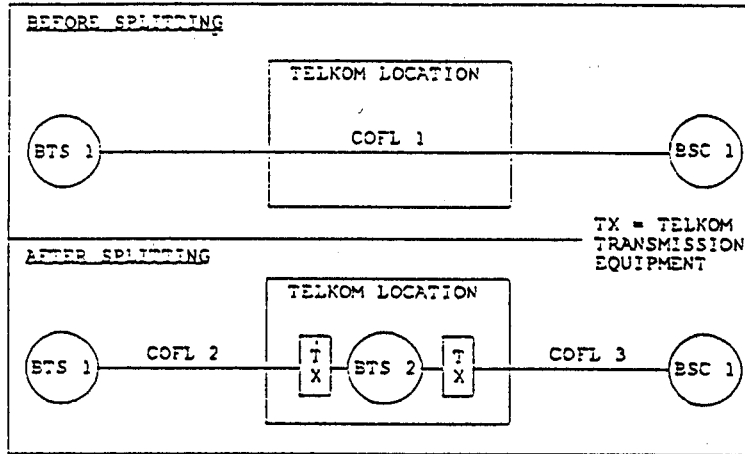 BEFORE SPLITTING
TELKOM LOCATION
BTS 1
COFL 1
BSC 1
TX = TELKOM
TRANSMISSION
EQUIPMENT
AFTER SPLITTING
TELKOM LOCATION
BTS 1
COFL 2
TX
BTS 2
TX
COFL 3
BSC 1